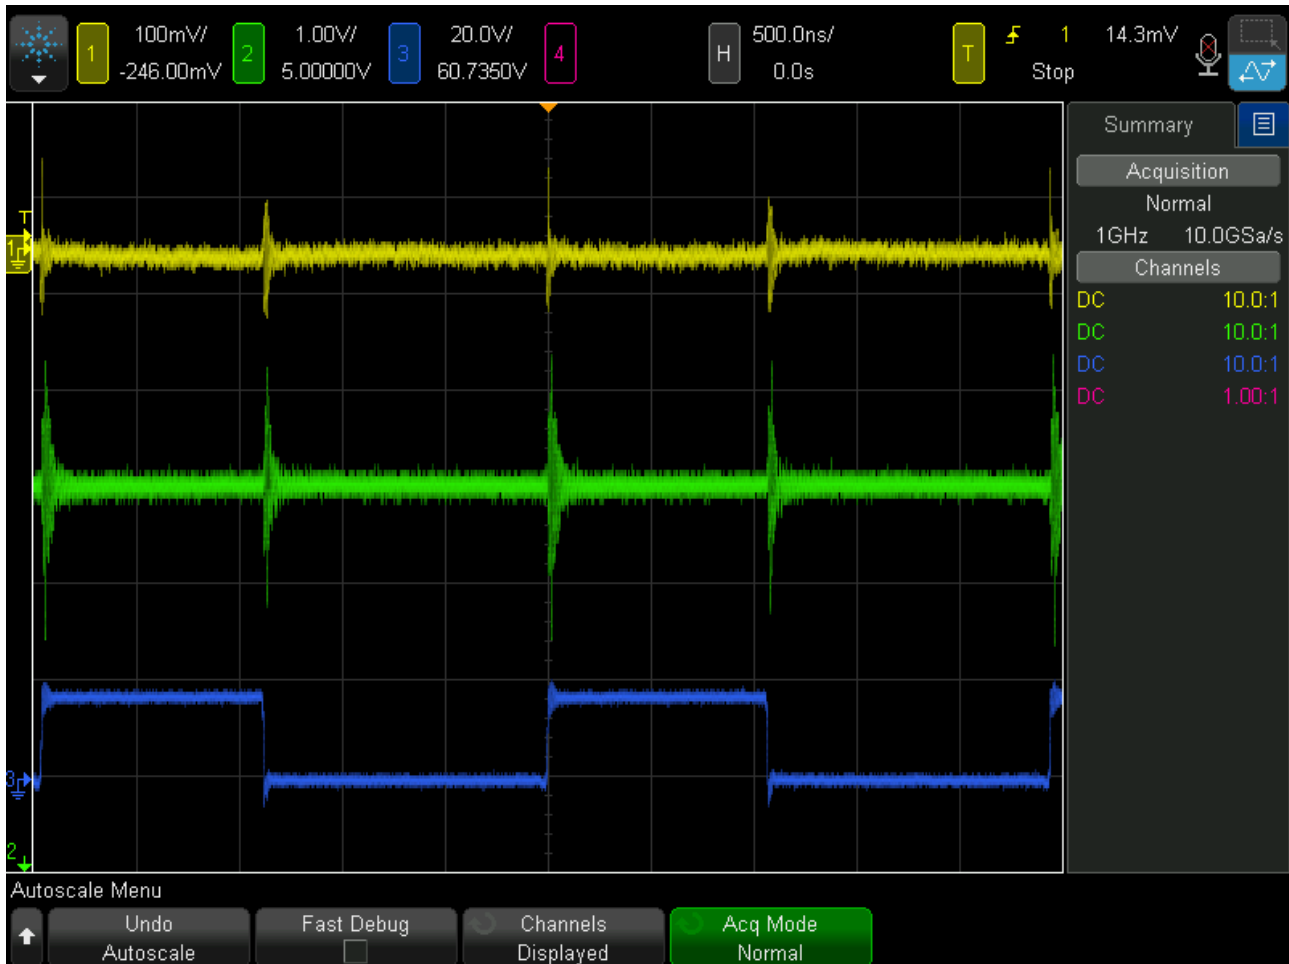 1 100mV/ 2 1.00V/ 3 20.0V/ 4 H 500.0ns/ T 1 14.3mV
-246.00mV 5.00000V 60.7350V 0.0s Stop
Summary
Acquisition
Normal
1GHz 10.0GSa/s
Channels
DC 10.0:1
DC 10.0:1
DC 10.0:1
DC 1.00:1
T
1
3
2
Autoscale Menu
Undo Autoscale
Fast Debug
Channels Displayed
Acq Mode Normal